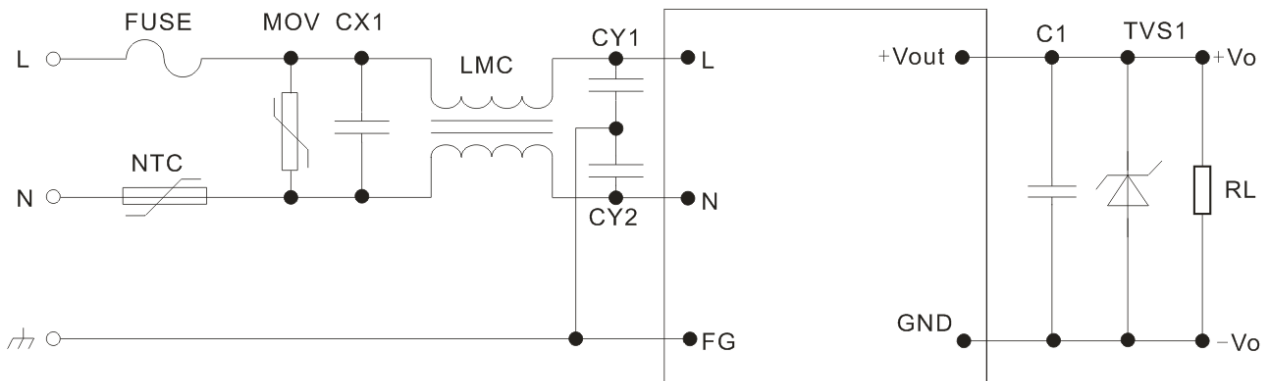 FUSE
MOV CX1
LMC
CY1
L
L
+Vout
C1
TVS1
+Vo
NTC
N
CY2
N
RL
FG
GND
−Vo